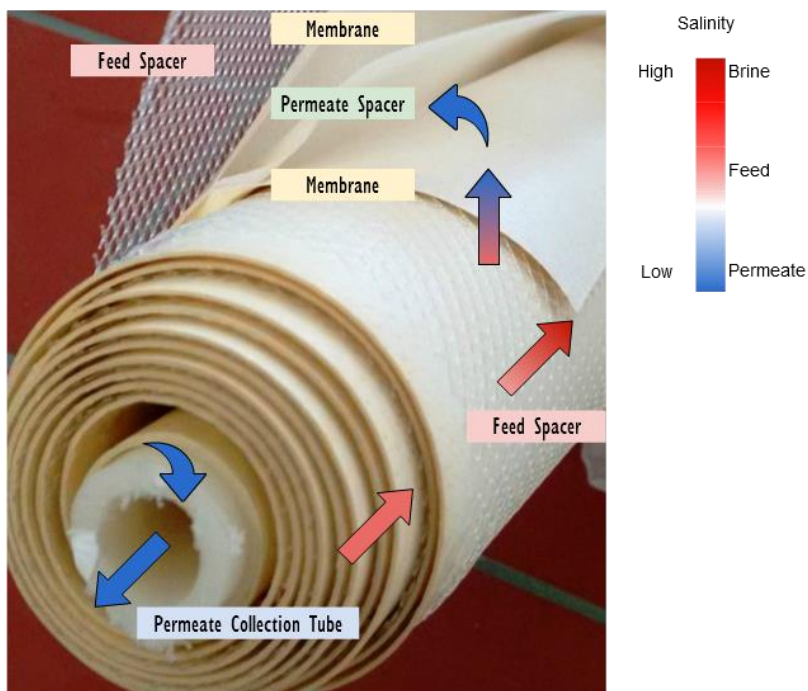 Membrane
Feed Spacer
Permeate Spacer
Membrane
Feed Spacer
Permeate Collection Tube
Salinity
High
Brine
Feed
Low
Permeate